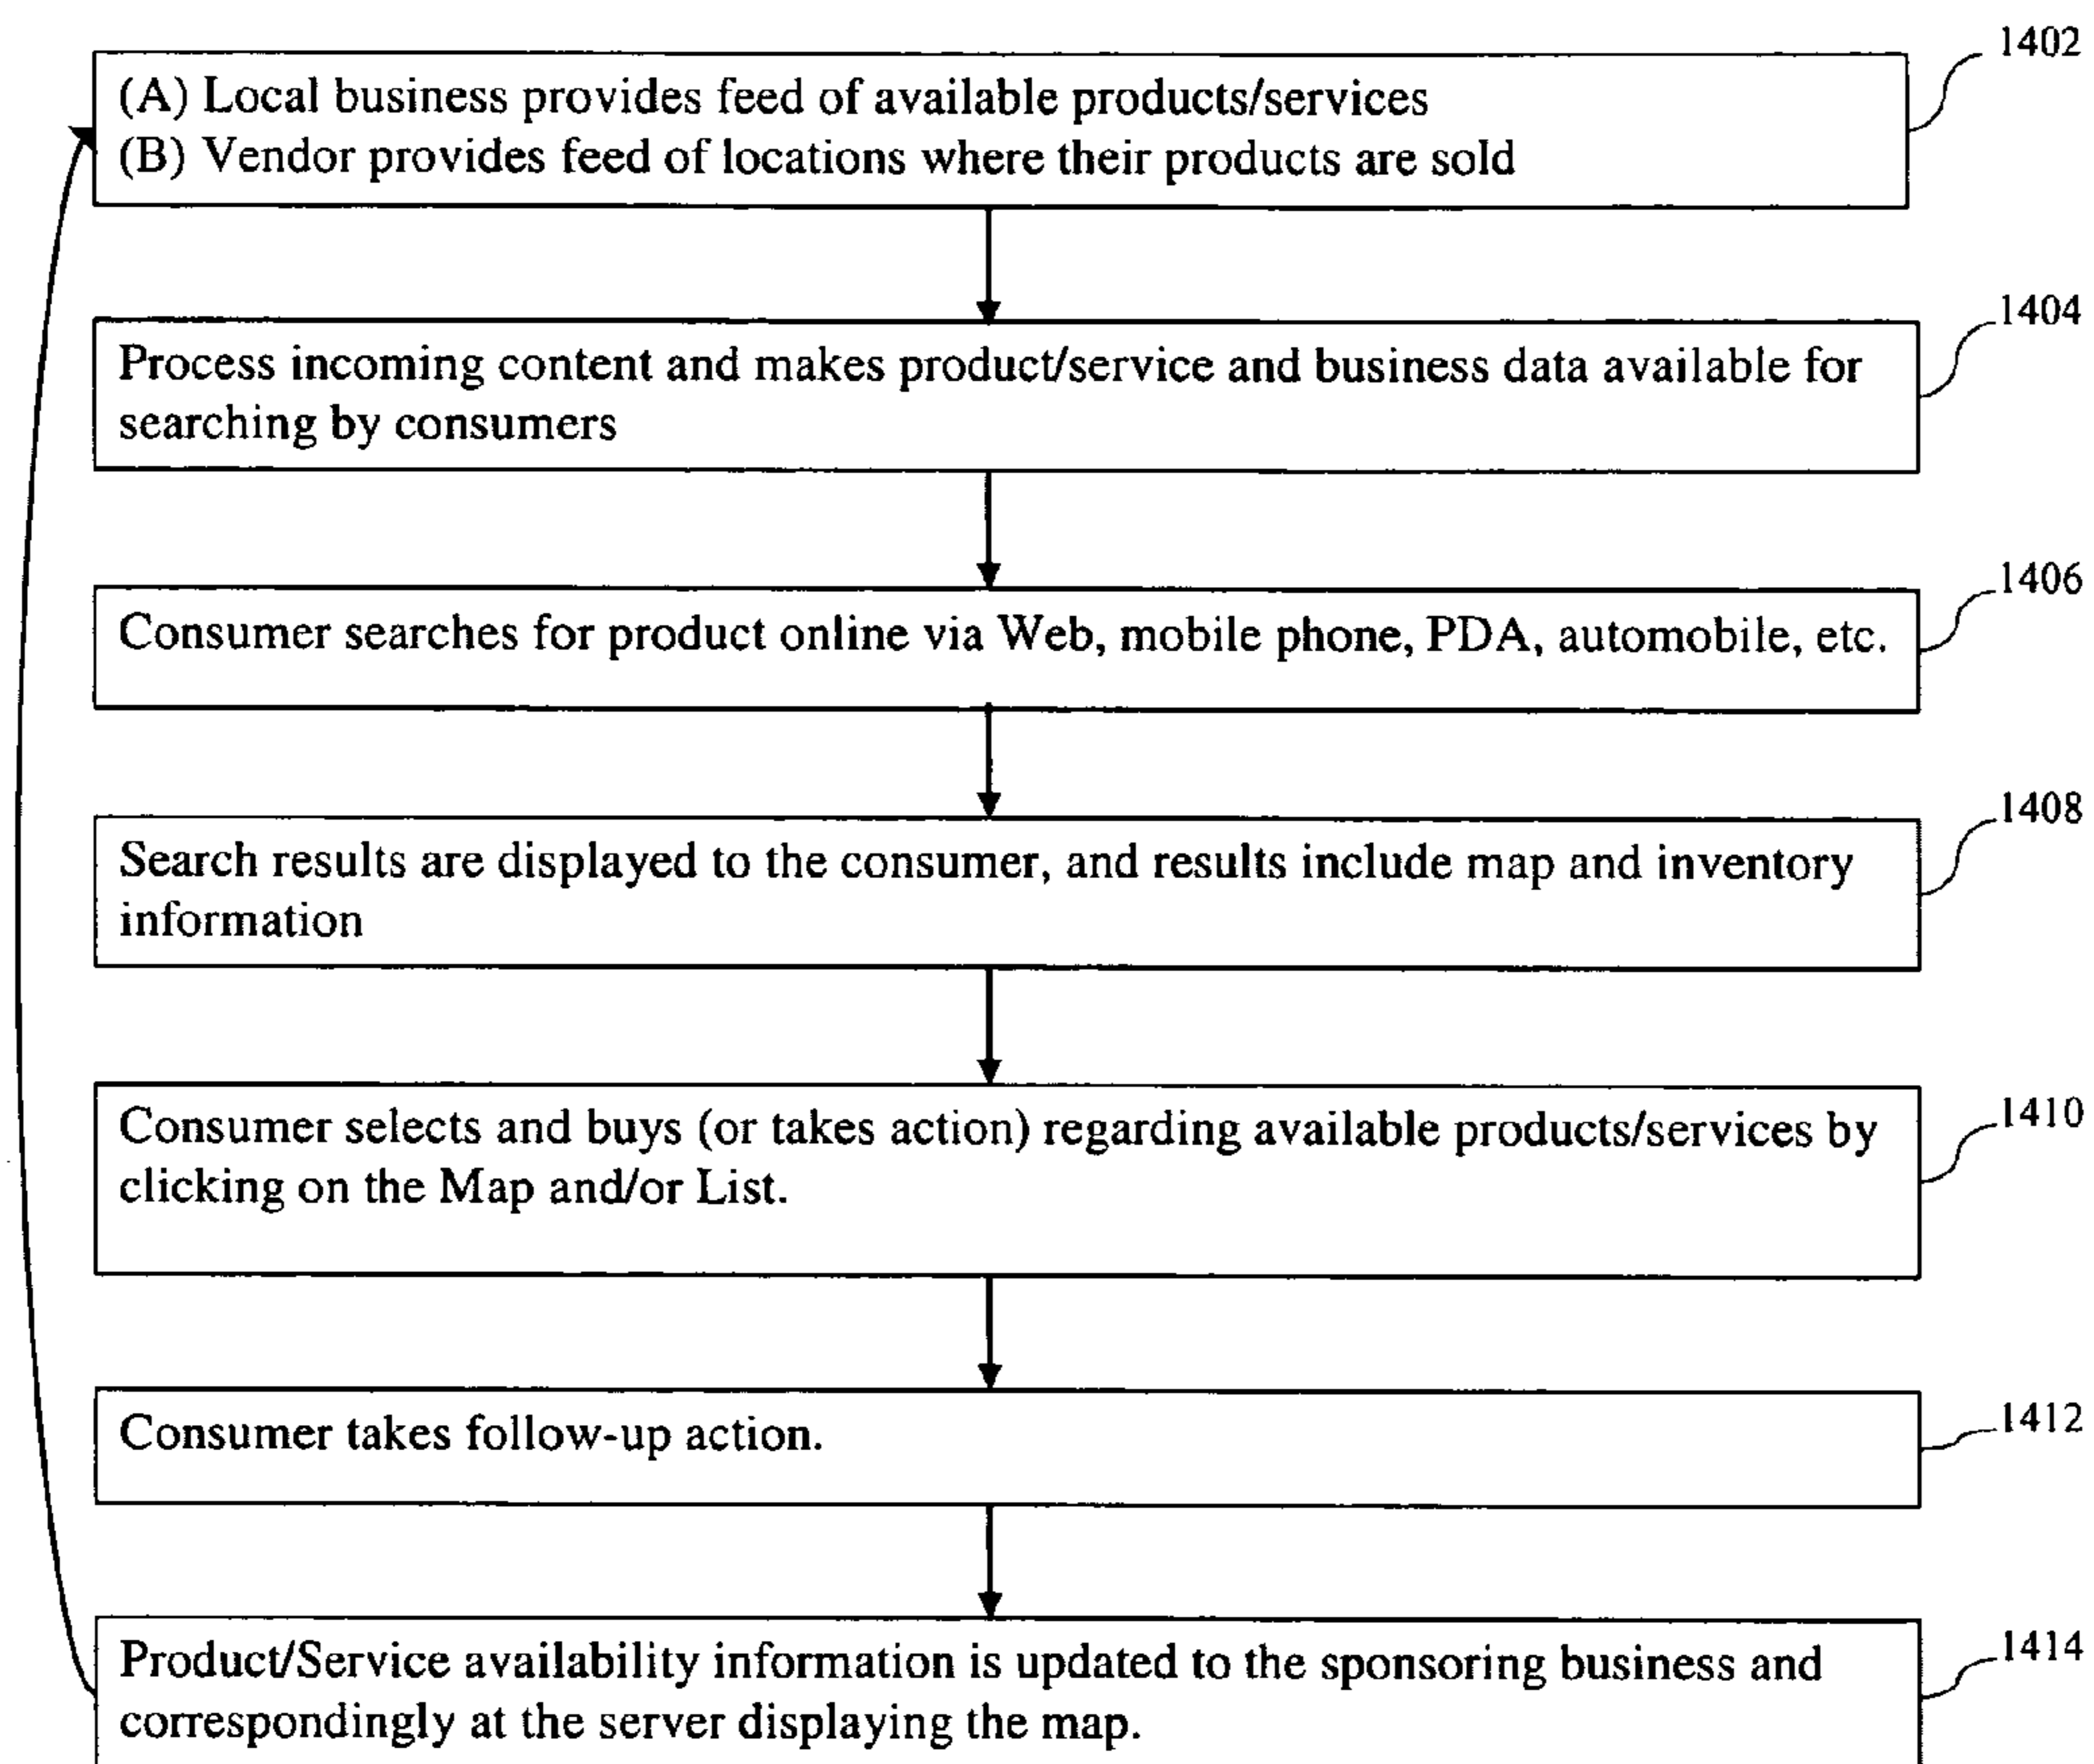 1402
(A) Local business provides feed of available products/services
(B) Vendor provides feed of locations where their products are sold
1404
Process incoming content and makes product/service and business data available for
searching by consumers
1406
Consumer searches for product online via Web, mobile phone, PDA, automobile, etc.
1408
Search results are displayed to the consumer, and results include map and inventory
information
1410
Consumer selects and buys (or takes action) regarding available products/services by
clicking on the Map and/or List.
1412
Consumer takes follow-up action.
1414
Product/Service availability information is updated to the sponsoring business and
correspondingly at the server displaying the map.